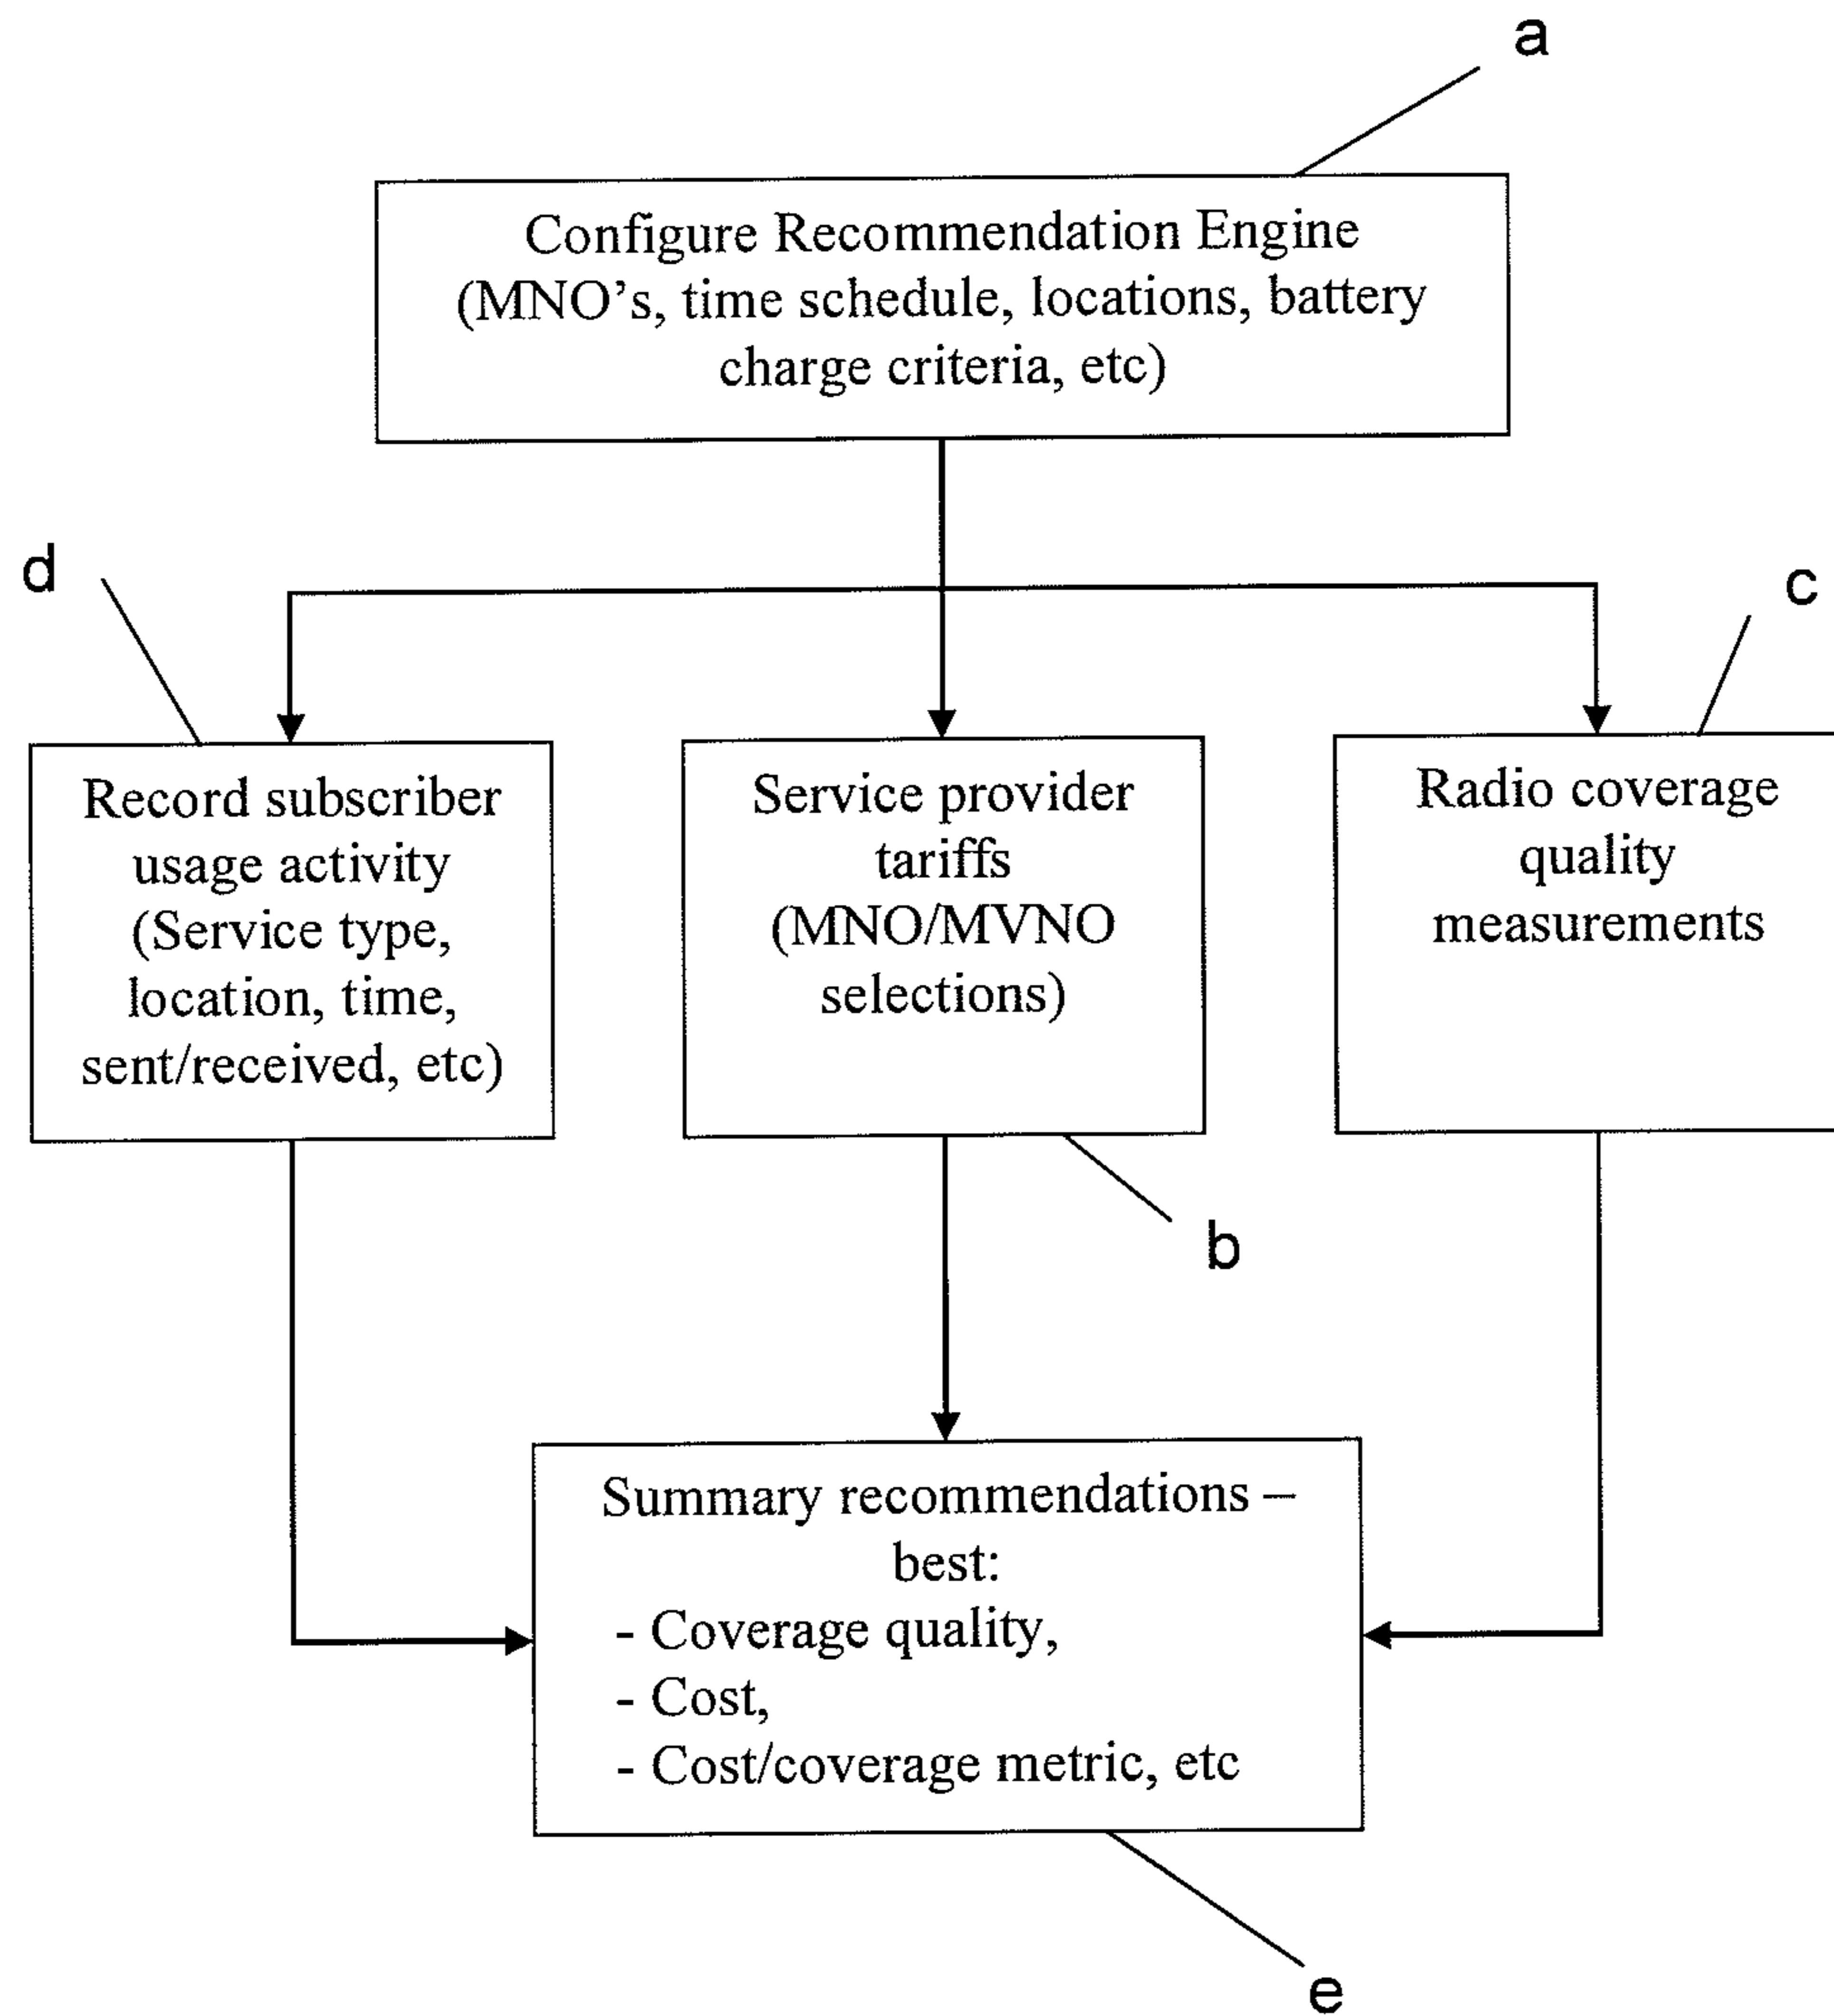 a
Configure Recommendation Engine
(MNO's, time schedule, locations, battery
charge criteria, etc)
d
c
Record subscriber
usage activity
(Service type,
location, time,
sent/received, etc)
Service provider
tariffs
(MNO/MVNO
selections)
Radio coverage
quality
measurements
b
Summary recommendations –
best:
- Coverage quality,
- Cost,
- Cost/coverage metric, etc
e